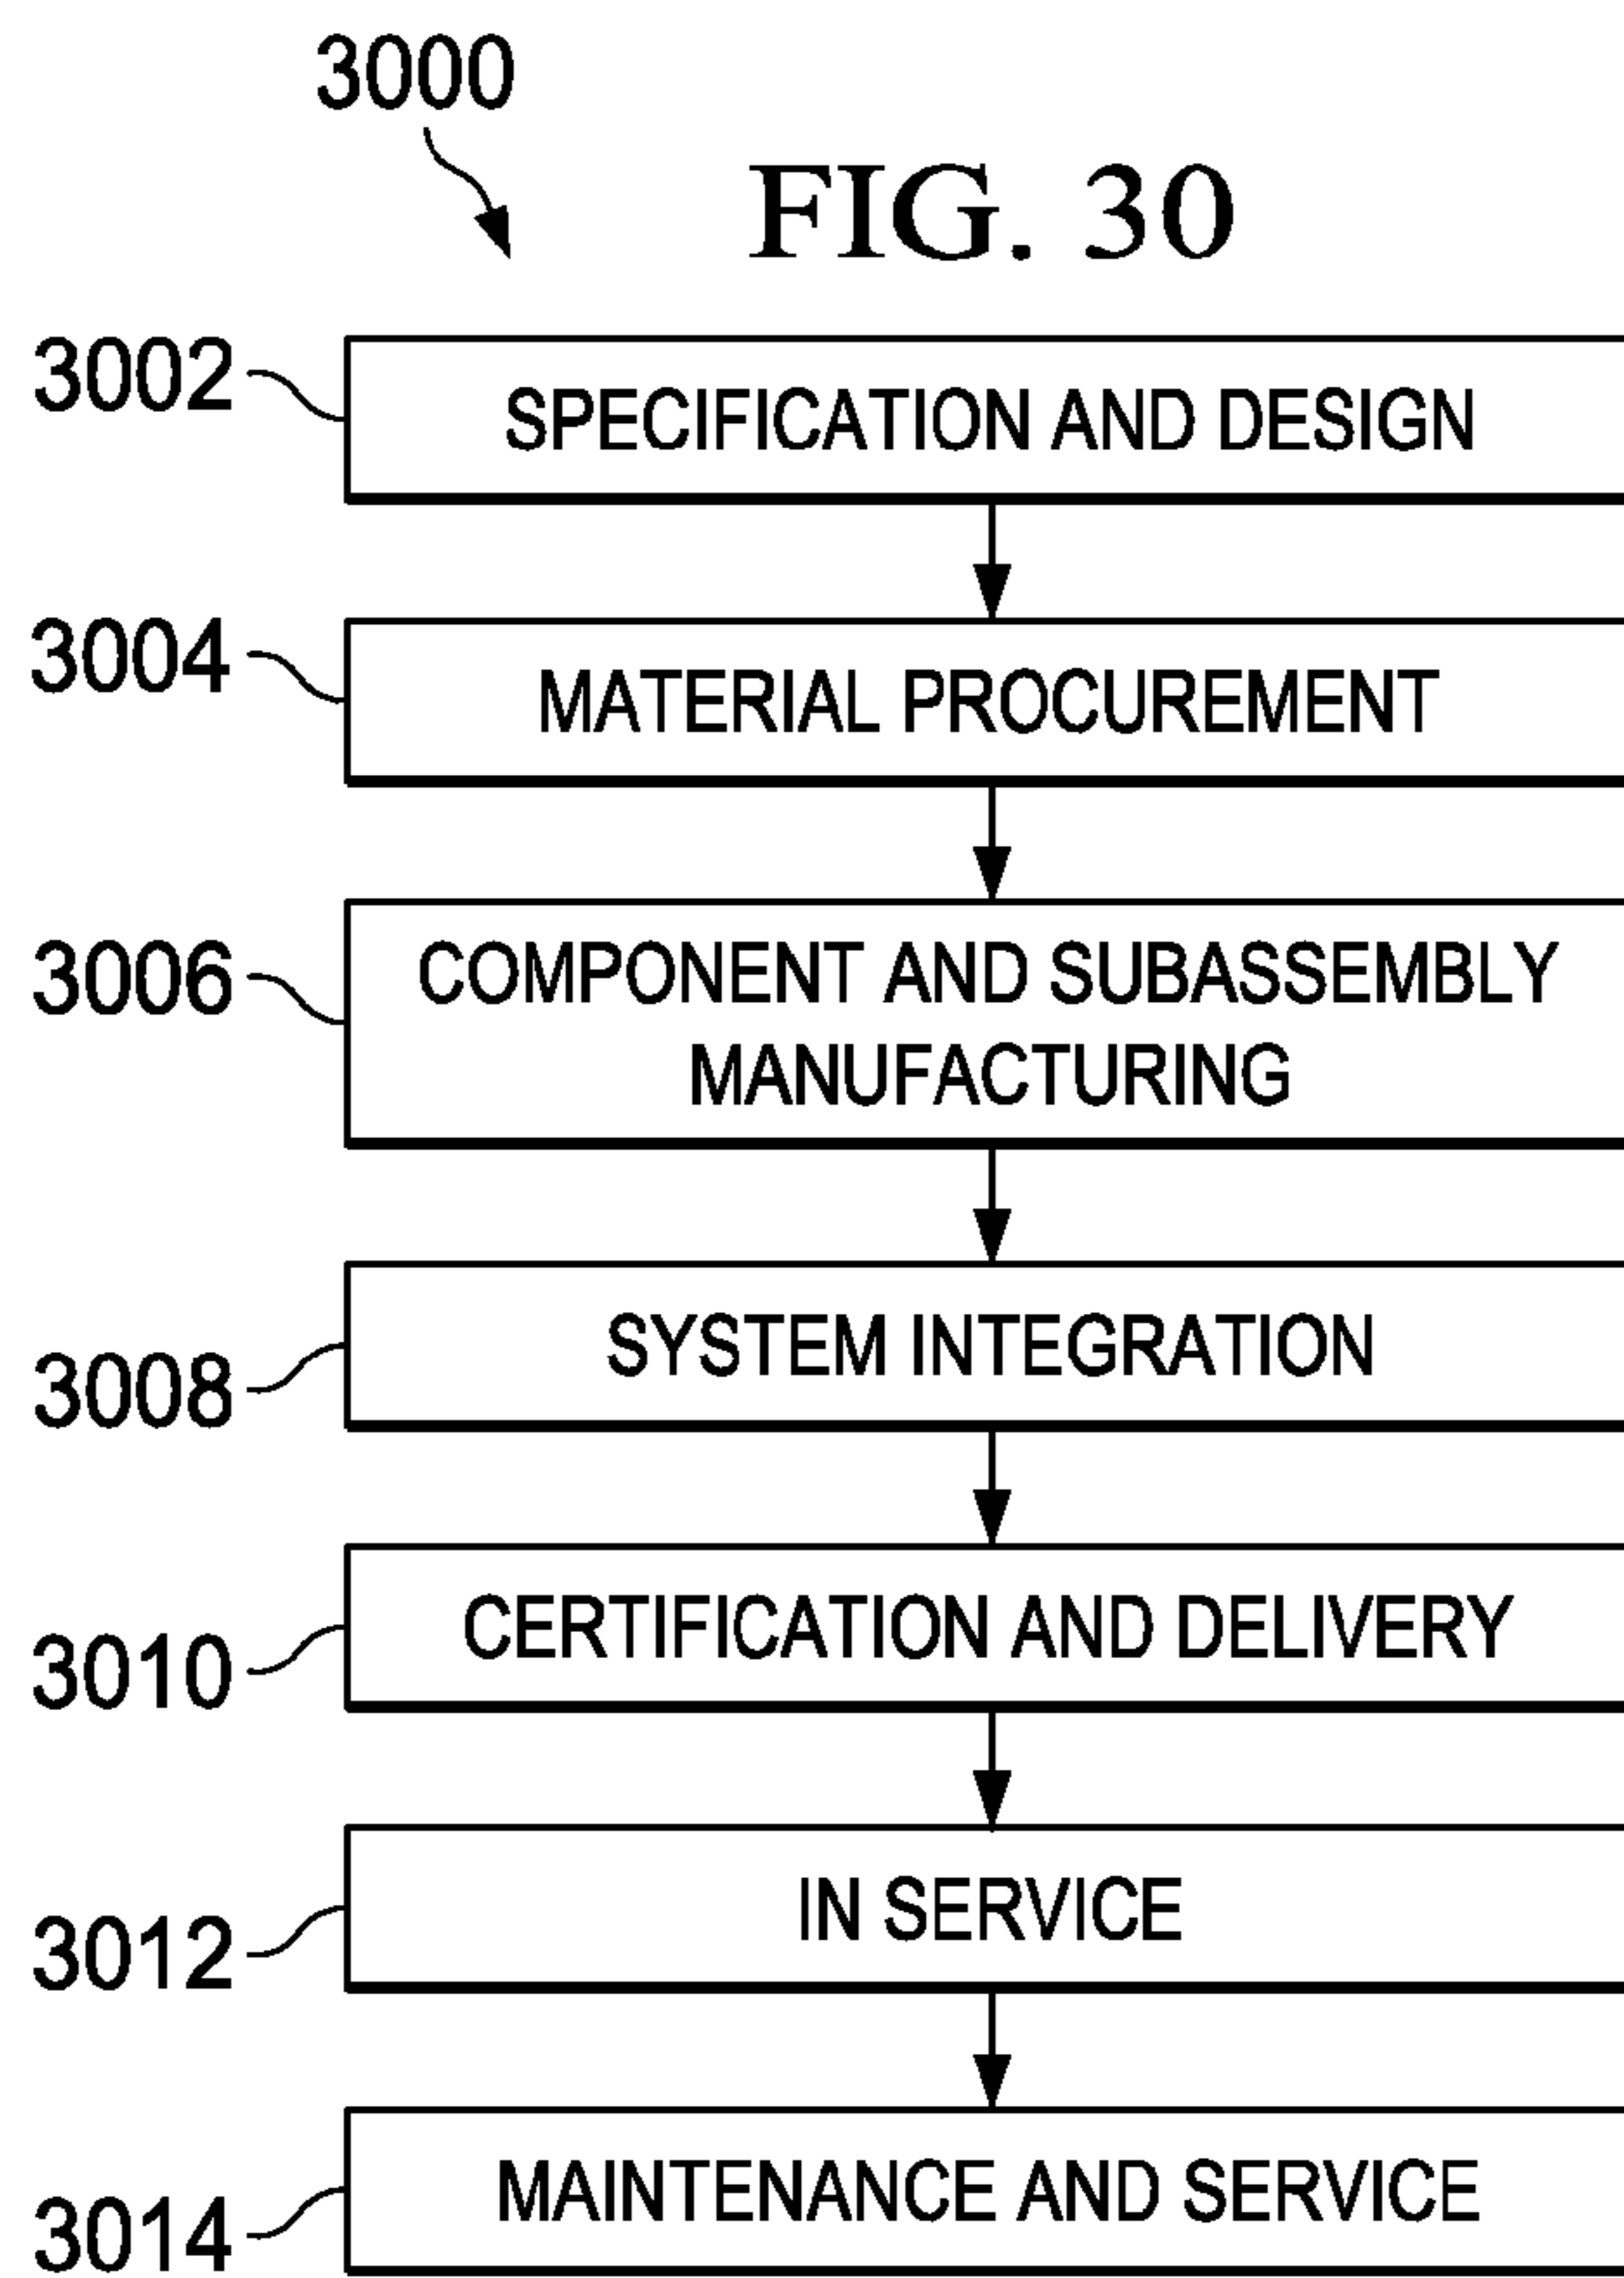 3000
FIG. 30
3002
SPECIFICATION AND DESIGN
3004
MATERIAL PROCUREMENT
3006
COMPONENT AND SUBASSEMBLY
MANUFACTURING
3008
SYSTEM INTEGRATION
3010
CERTIFICATION AND DELIVERY
3012
IN SERVICE
3014
MAINTENANCE AND SERVICE